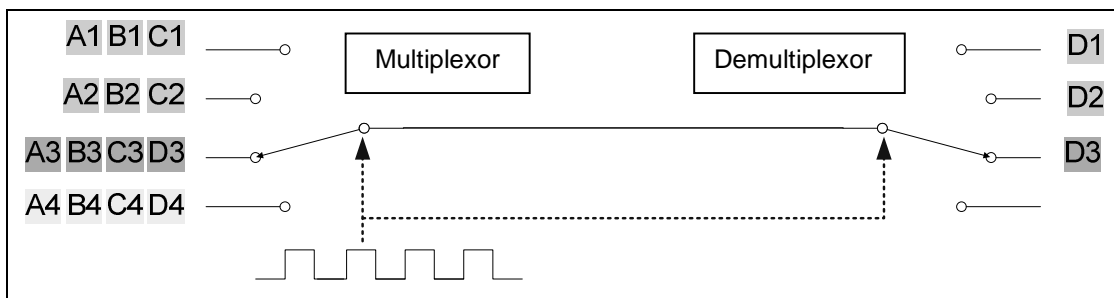 A1 B1 C1
Multiplexor
Demultiplexor
D1
A2 B2 C2
D2
A3 B3 C3 D3
D3
A4 B4 C4 D4